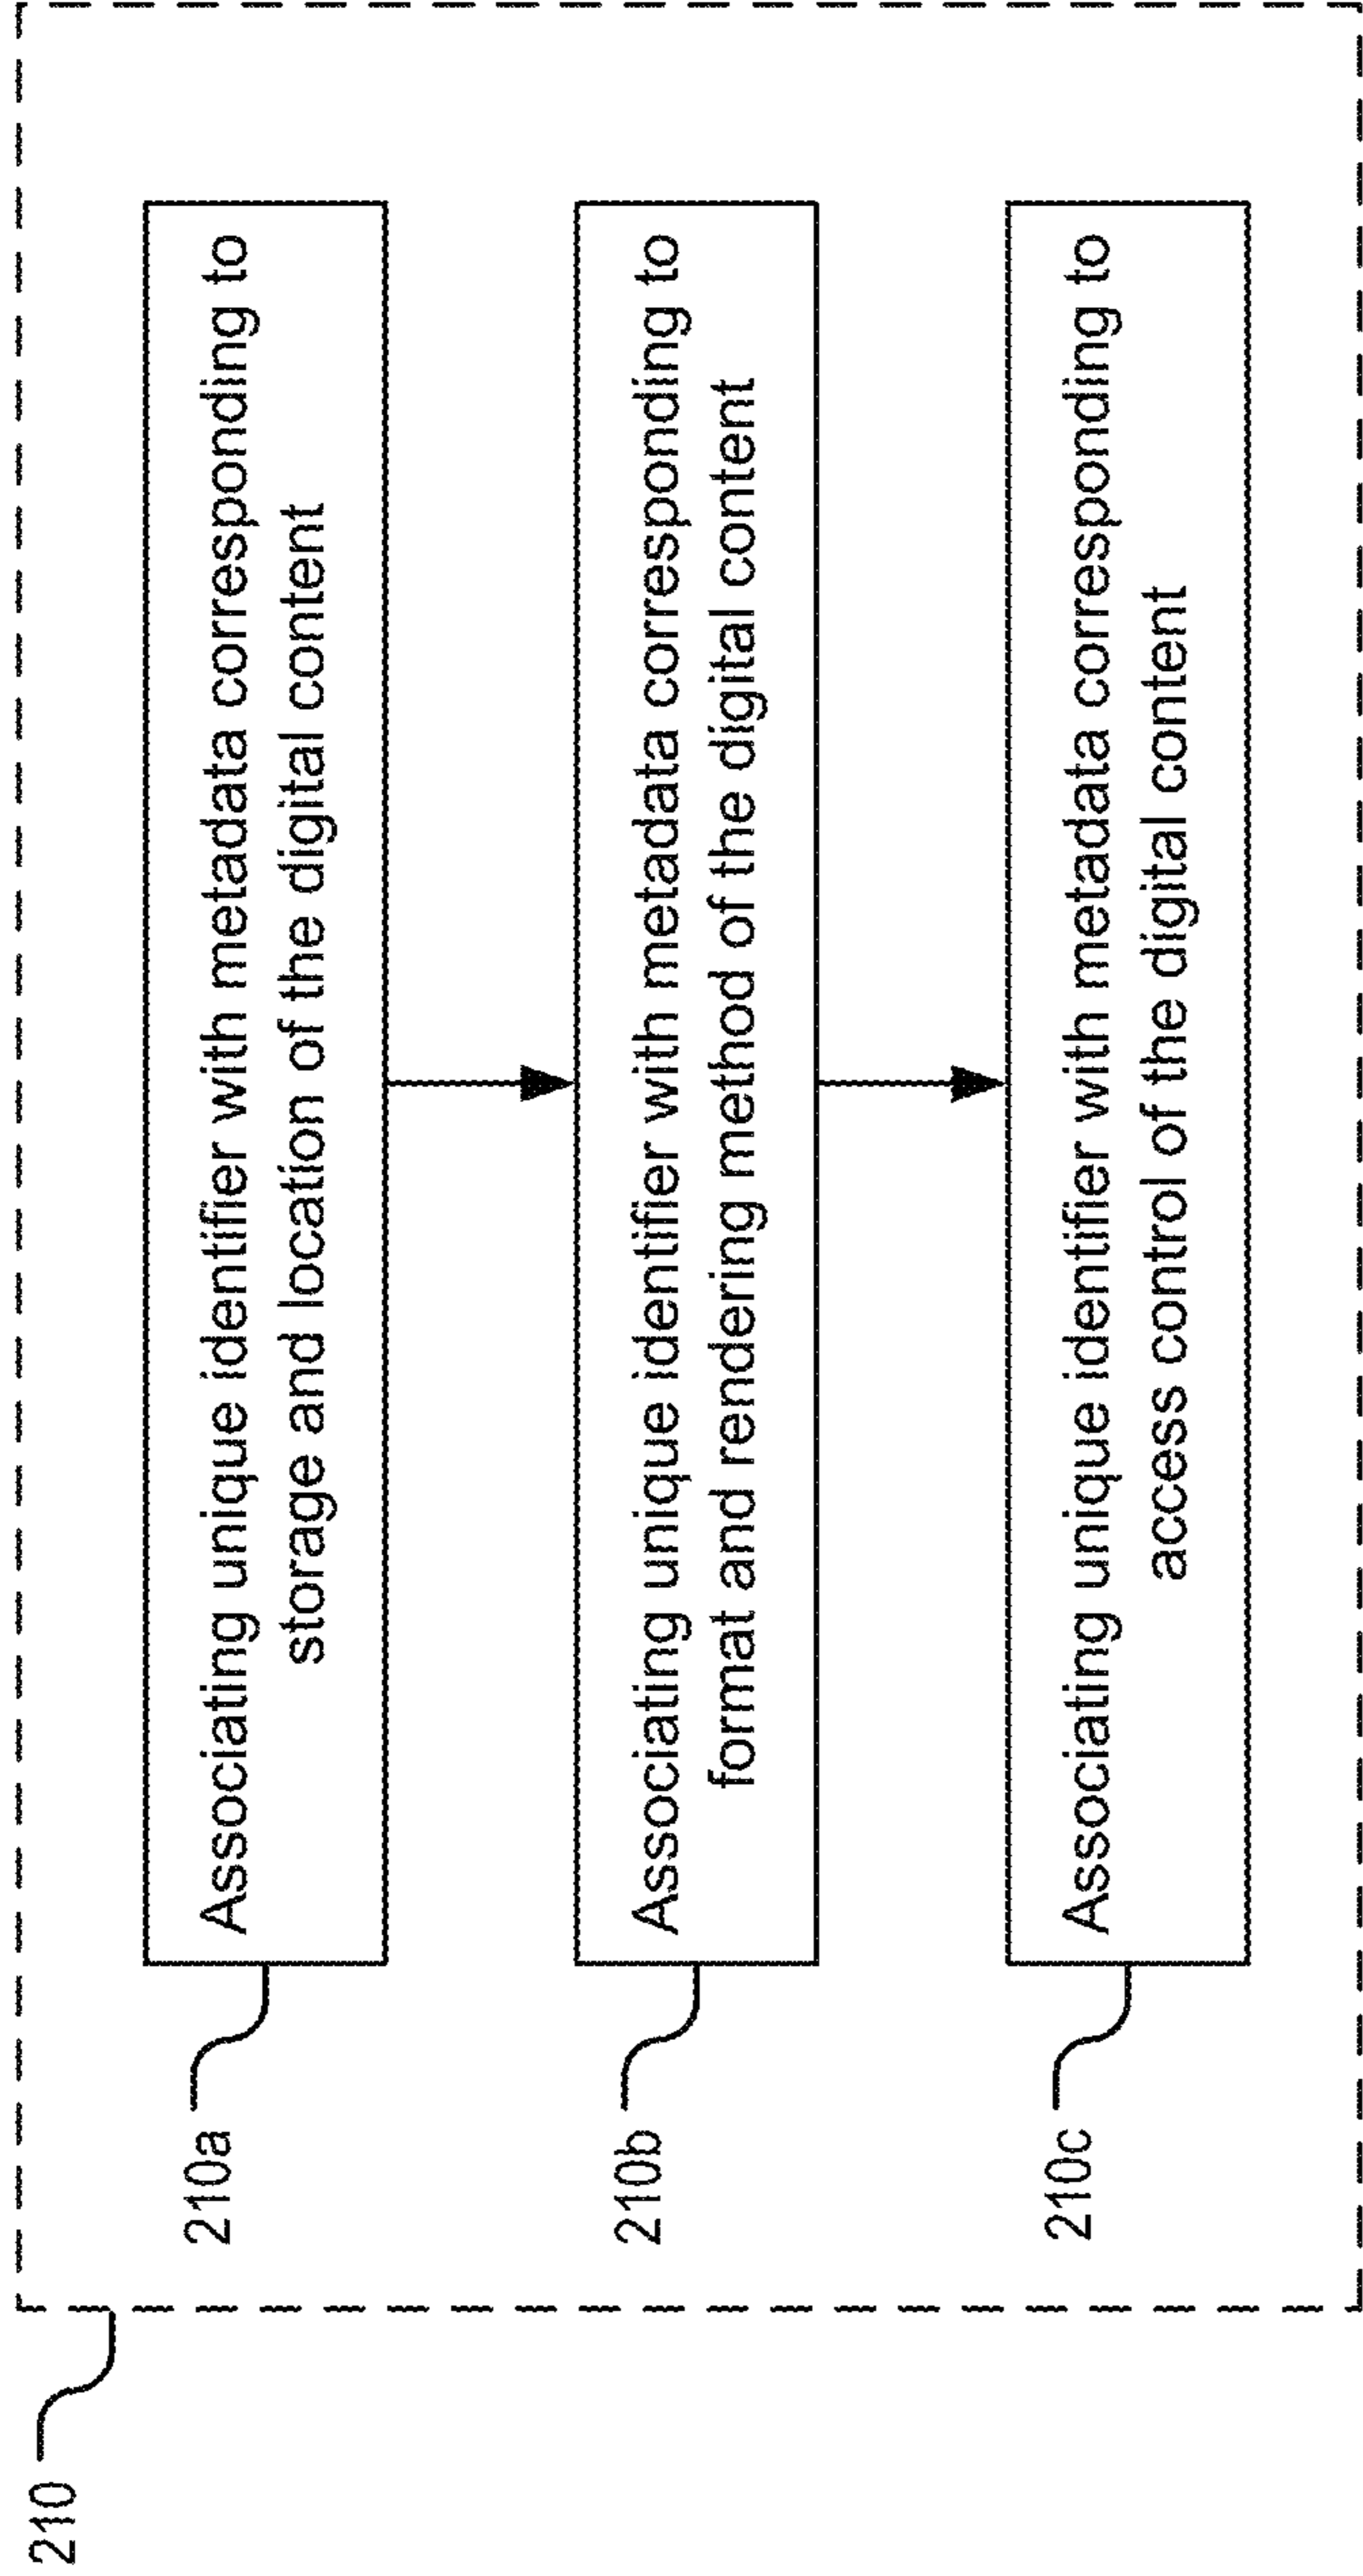 210
210a
Associating unique identifier with metadata corresponding to
storage and location of the digital content
210b
Associating unique identifier with metadata corresponding to
format and rendering method of the digital content
210c
Associating unique identifier with metadata corresponding to
access control of the digital content